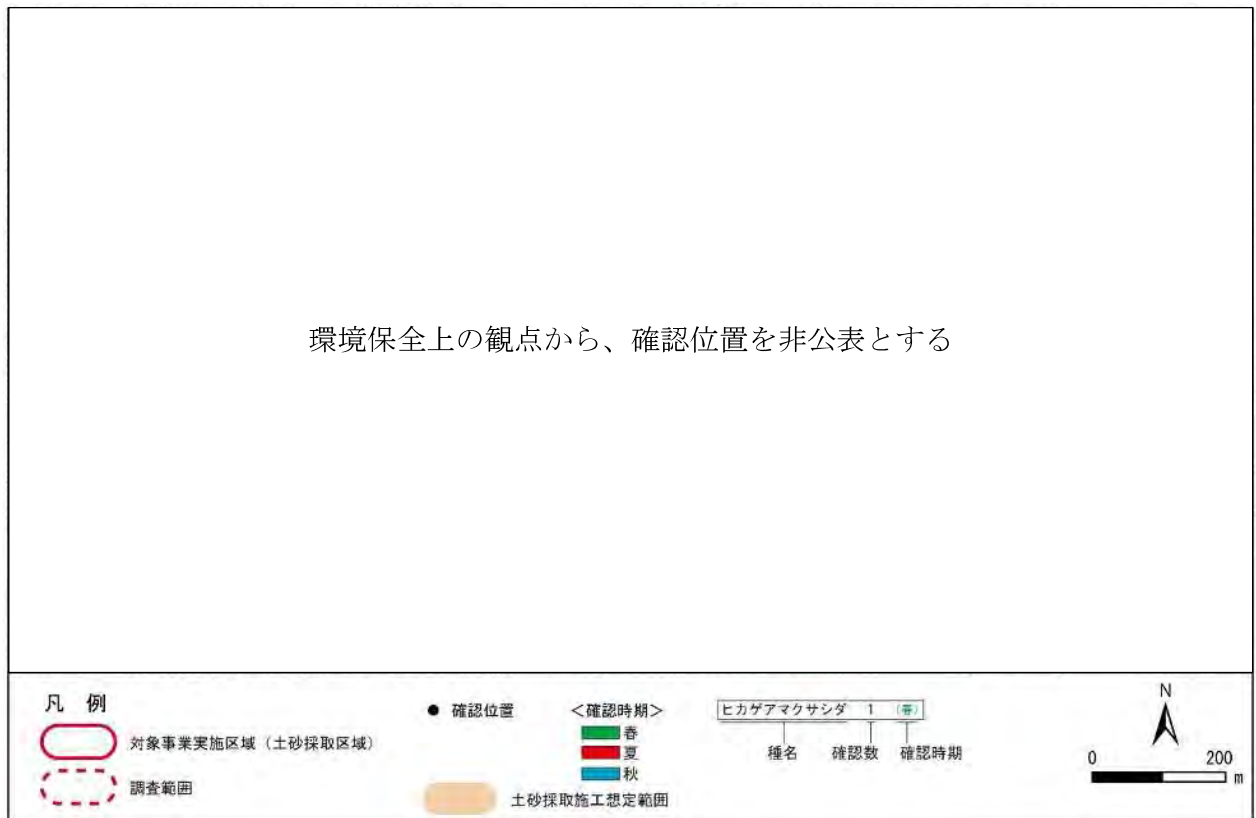 環境保全上の観点から、確認位置を非公表とする
凡 例
対象事業実施区域（土砂採取区域）
調査範囲
● 確認位置
＜確認時期＞
春
夏
秋
土砂採取施工想定範囲
ヒカゲアマクサシダ 1 （春）
種名 確認数 確認時期
N
0 200
m